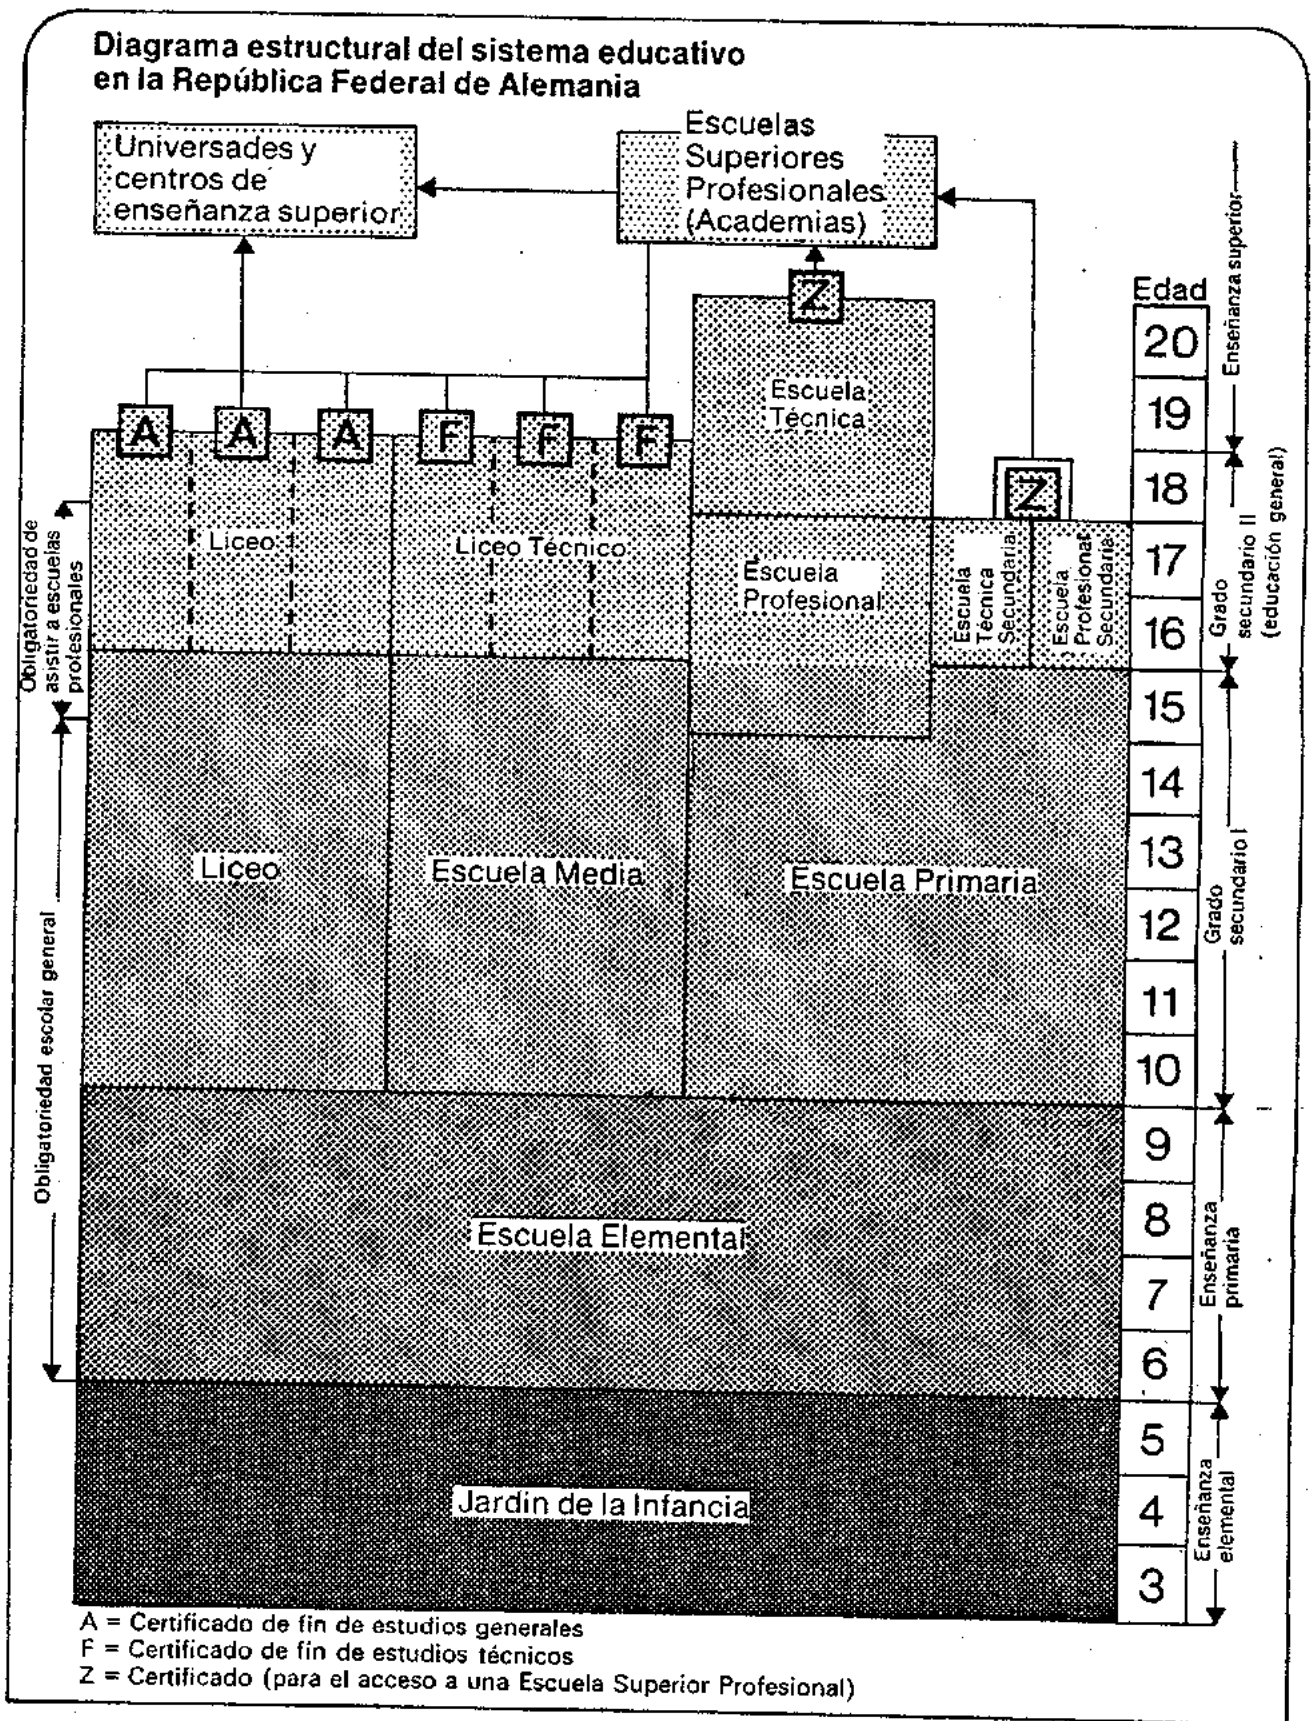 Diagrama estructural del sistema educativo
en la República Federal de Alemania
Universades y
centros de
enseñanza superior
Escuelas
Superiores
Profesionales
(Academias)
Z
Edad
20
19
18
17
16
15
14
13
12
11
10
9
8
7
6
5
4
3
Enseñanza superior
Grado
secundario II
(educación general)
Grado
secundario I
Enseñanza
primaria
Enseñanza
elemental
Escuela
Técnica
A
A
A
F
F
F
Z
Obligatoriedad de
asistir a escuelas
profesionales
Liceo
Liceo Técnico
Escuela
Profesional
Escuela
Técnica
Secundaria
Escuela
Profesional
Secundaria
Obligatoriedad escolar general
Liceo
Escuela Media
Escuela Primaria
Escuela Elemental
Jardin de la Infancia
A = Certificado de fin de estudios generales
F = Certificado de fin de estudios técnicos
Z = Certificado (para el acceso a una Escuela Superior Profesional)